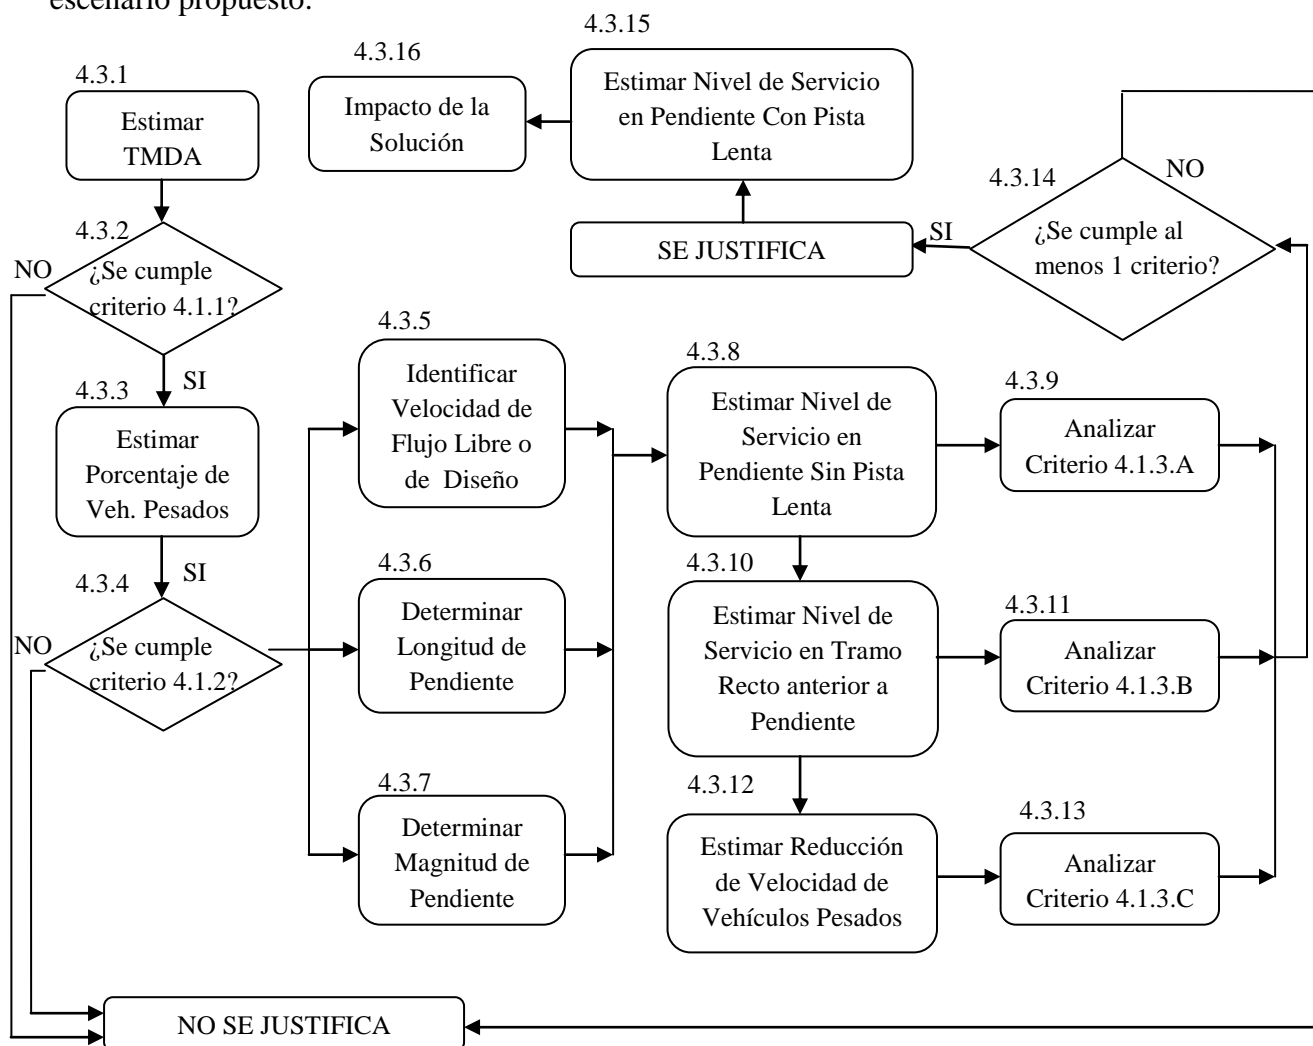 escenario propuesto.
4.3.15
4.3.16
4.3.1
Estimar
TMDA
Impacto de la
Solución
Estimar Nivel de Servicio
en Pendiente Con Pista
Lenta
4.3.14
NO
¿Se cumple al
menos 1 criterio?
SI
SE JUSTIFICA
4.3.2
NO
¿Se cumple
criterio 4.1.1?
SI
4.3.3
Estimar
Porcentaje de
Veh. Pesados
SI
4.3.4
NO
¿Se cumple
criterio 4.1.2?
4.3.5
Identificar
Velocidad de
Flujo Libre o
de Diseño
4.3.6
Determinar
Longitud de
Pendiente
4.3.7
Determinar
Magnitud de
Pendiente
4.3.8
Estimar Nivel de
Servicio en
Pendiente Sin Pista
Lenta
4.3.9
Analizar
Criterio 4.1.3.A
4.3.10
Estimar Nivel de
Servicio en Tramo
Recto anterior a
Pendiente
4.3.11
Analizar
Criterio 4.1.3.B
4.3.12
Estimar Reducción
de Velocidad de
Vehículos Pesados
4.3.13
Analizar
Criterio 4.1.3.C
NO SE JUSTIFICA